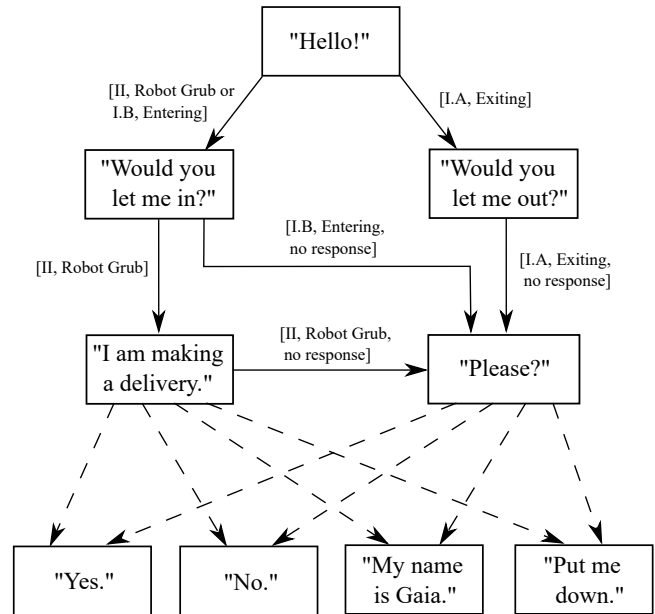 "Hello!"
[II, Robot Grub or
I.B, Entering]
[I.A, Exiting]
"Would you
let me in?"
"Would you
let me out?"
[II, Robot Grub]
[I.B, Entering,
no response]
[I.A, Exiting,
no response]
"I am making
a delivery."
[II, Robot Grub,
no response]
"Please?"
"Yes."
"No."
"My name
is Gaia."
"Put me
down."